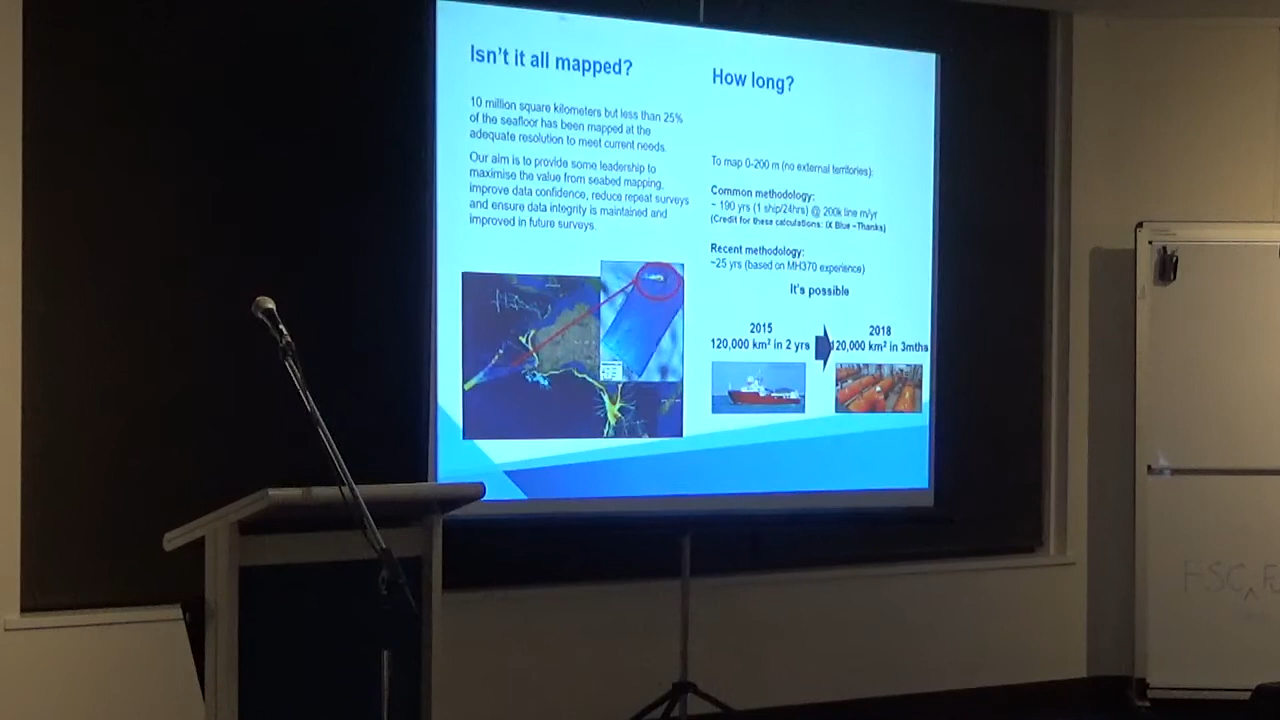 Isn't it all mapped?
10 million square kilometers but less than 25%
of the seafloor has been mapped at the
adequate resolution to meet current needs.
Our aim is to provide some leadership to
maximise the value from seabed mapping,
improve data confidence, reduce repeat surveys
and ensure data integrity is maintained and
improved in future surveys.
How long?
To map 0-200 m (no external territories):
Common methodology:
~ 190 yrs (1 ship/24hrs) @ 200k line m/yr
(Credit for these calculations: IX Blue -Thanks)
Recent methodology:
~25 yrs (based on MH370 experience)
It's possible
2015
120,000 km² in 2 yrs
2018
120,000 km² in 3mths
FSC